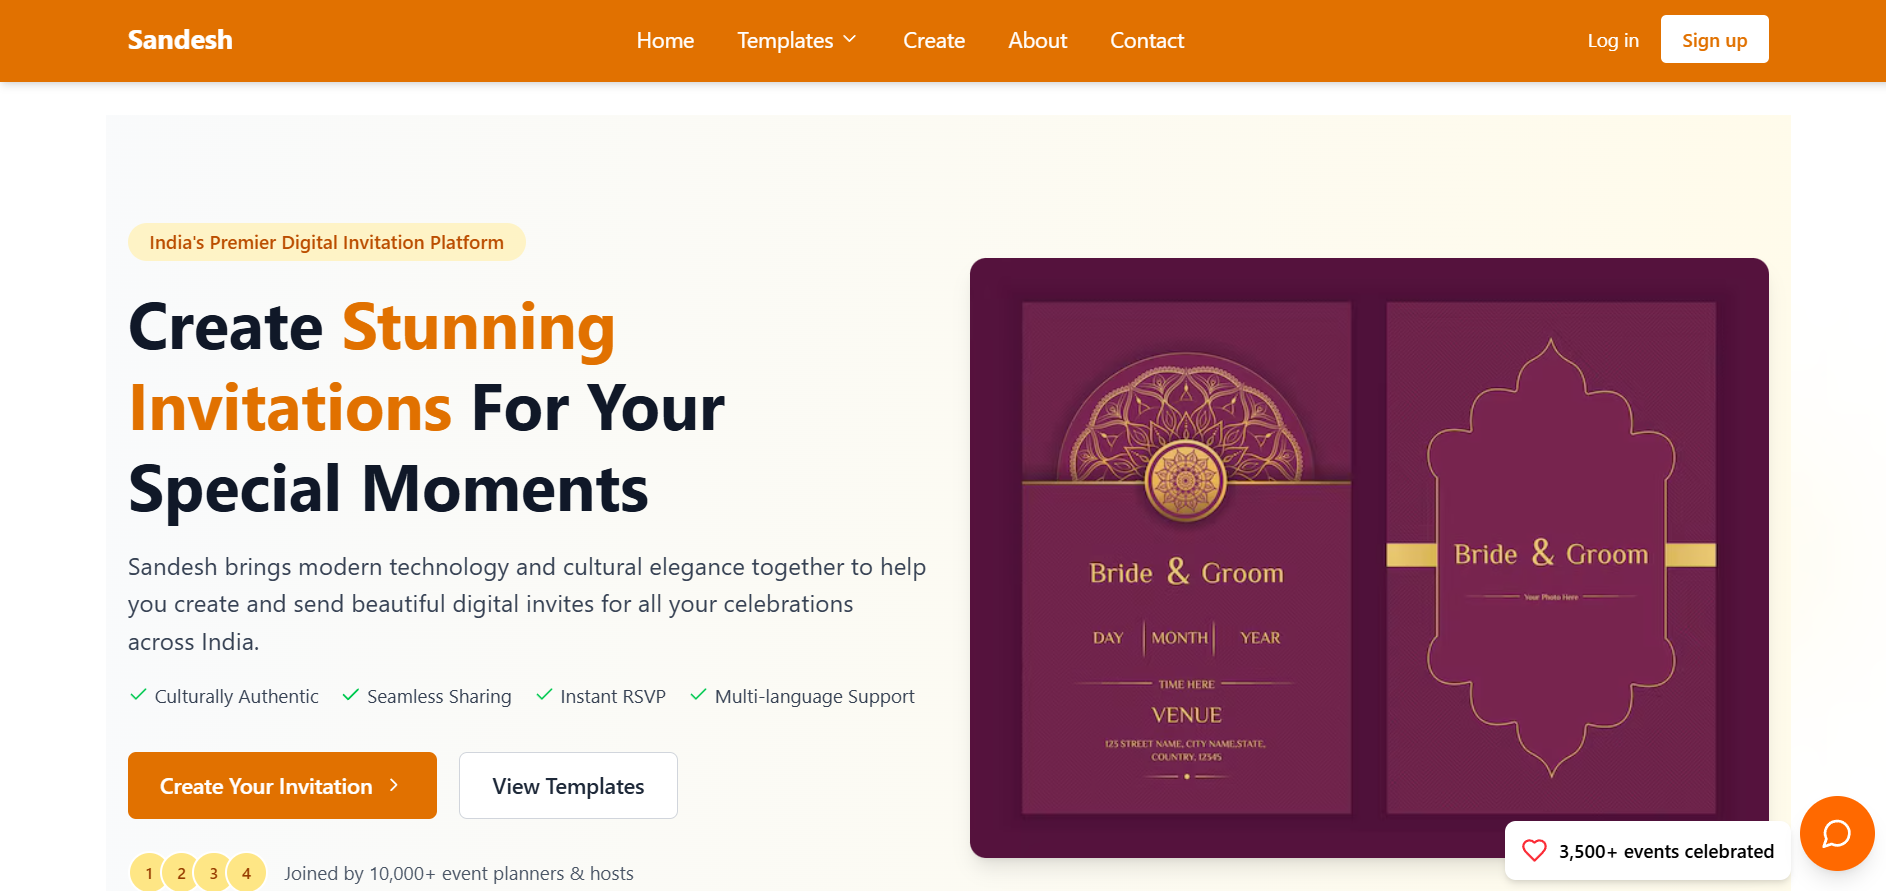 Sandesh
Home
Templates
Create
About
Contact
Log in
Sign up
India's Premier Digital Invitation Platform
Create Stunning
Invitations For Your
Special Moments
Sandesh brings modern technology and cultural elegance together to help
you create and send beautiful digital invites for all your celebrations
across India.
Culturally Authentic
Seamless Sharing
Instant RSVP
Multi-language Support
Create Your Invitation
View Templates
1 2 3 4
Joined by 10,000+ event planners & hosts
Bride & Groom
DAY MONTH YEAR
TIME HERE
VENUE
123 STREET NAME, CITY NAME,STATE,
COUNTRY, 12345
Bride & Groom
Your Photo Here
3,500+ events celebrated